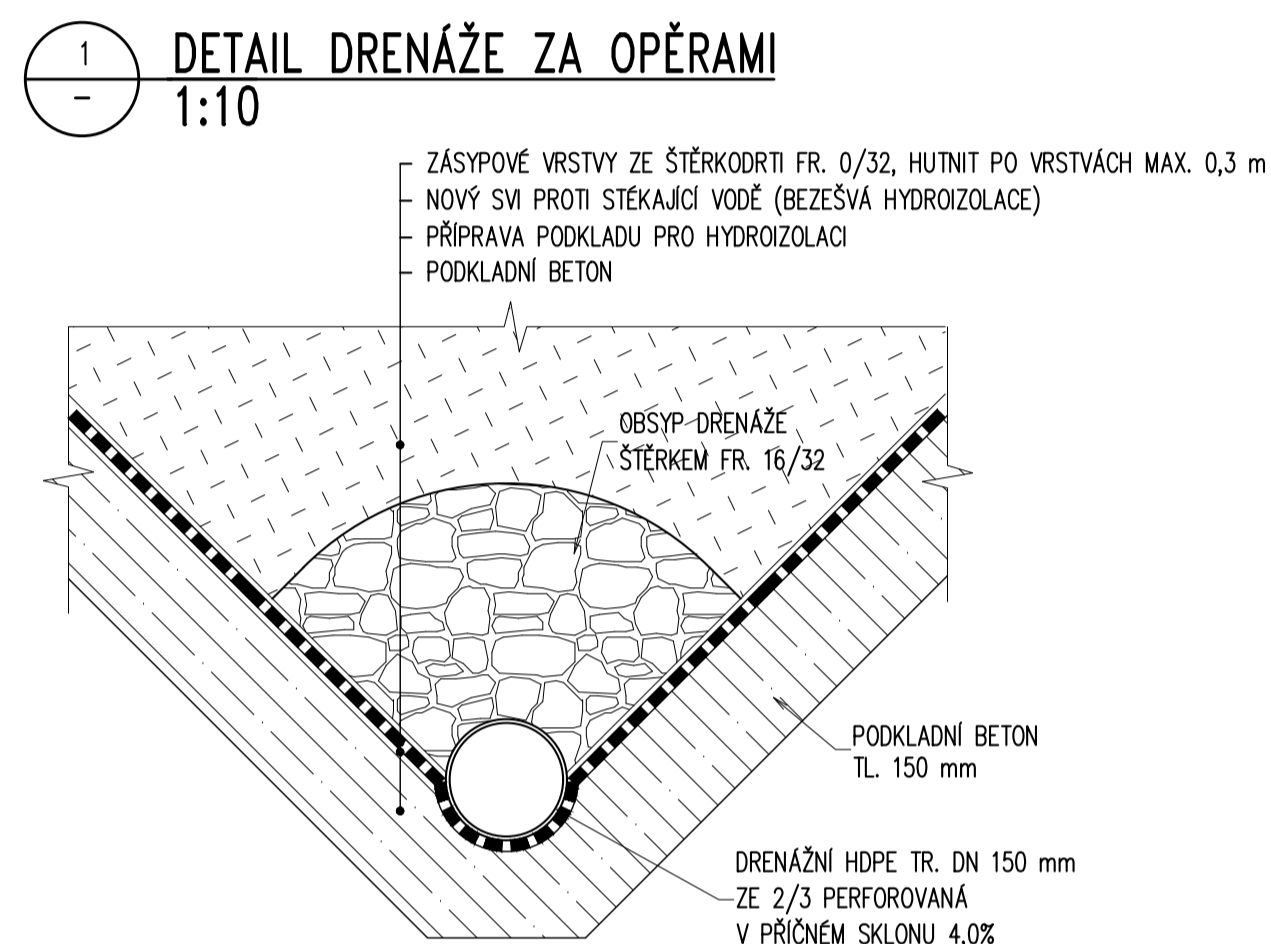 1
–
DETAIL DRENÁŽE ZA OPĚRAMI
1:10
ZÁSYPOVÉ VRSTVY ZE ŠTĚRKODRTI FR. 0/32, HUTNIT PO VRSTVÁCH MAX. 0,3 m
NOVÝ SVI PROTI STÉKAJÍCÍ VODĚ (BEZEŠVÁ HYDROIZOLACE)
PŘÍPRAVA PODKLADU PRO HYDROIZOLACI
PODKLADNÍ BETON
OBSYP DRENÁŽE
ŠTĚRKEM FR. 16/32
PODKLADNÍ BETON
TL. 150 mm
DRENÁŽNÍ HDPE TR. DN 150 mm
ZE 2/3 PERFOROVANÁ
V PŘÍČNÉM SKLONU 4,0%